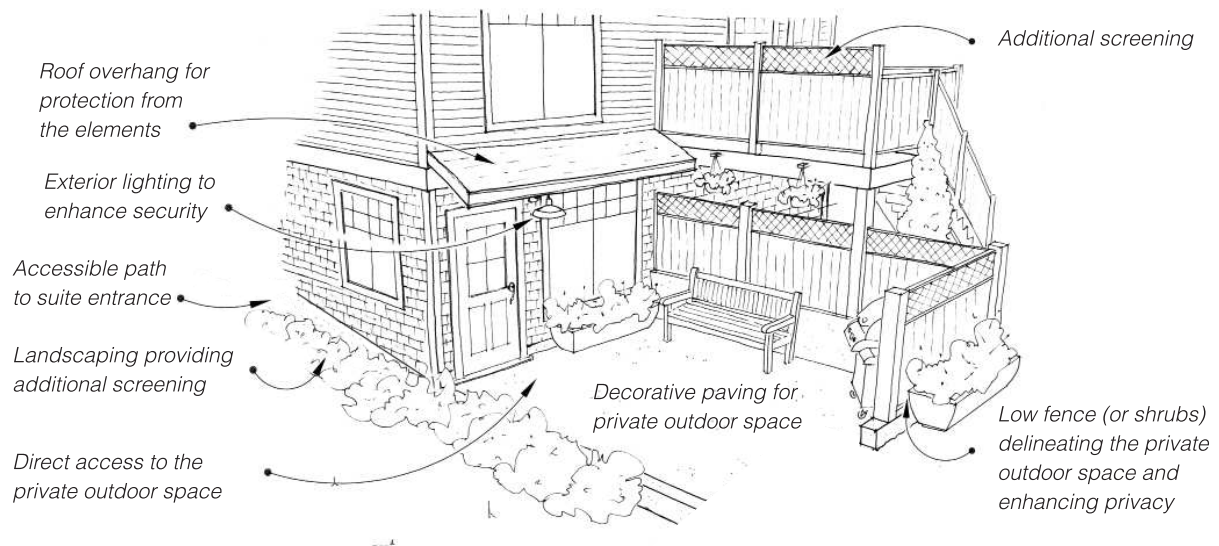 Additional screening
Roof overhang for
protection from
the elements
Exterior lighting to
enhance security
Accessible path
to suite entrance
Landscaping providing
additional screening
Decorative paving for
private outdoor space
Low fence (or shrubs)
delineating the private
outdoor space and
enhancing privacy
Direct access to the
private outdoor space